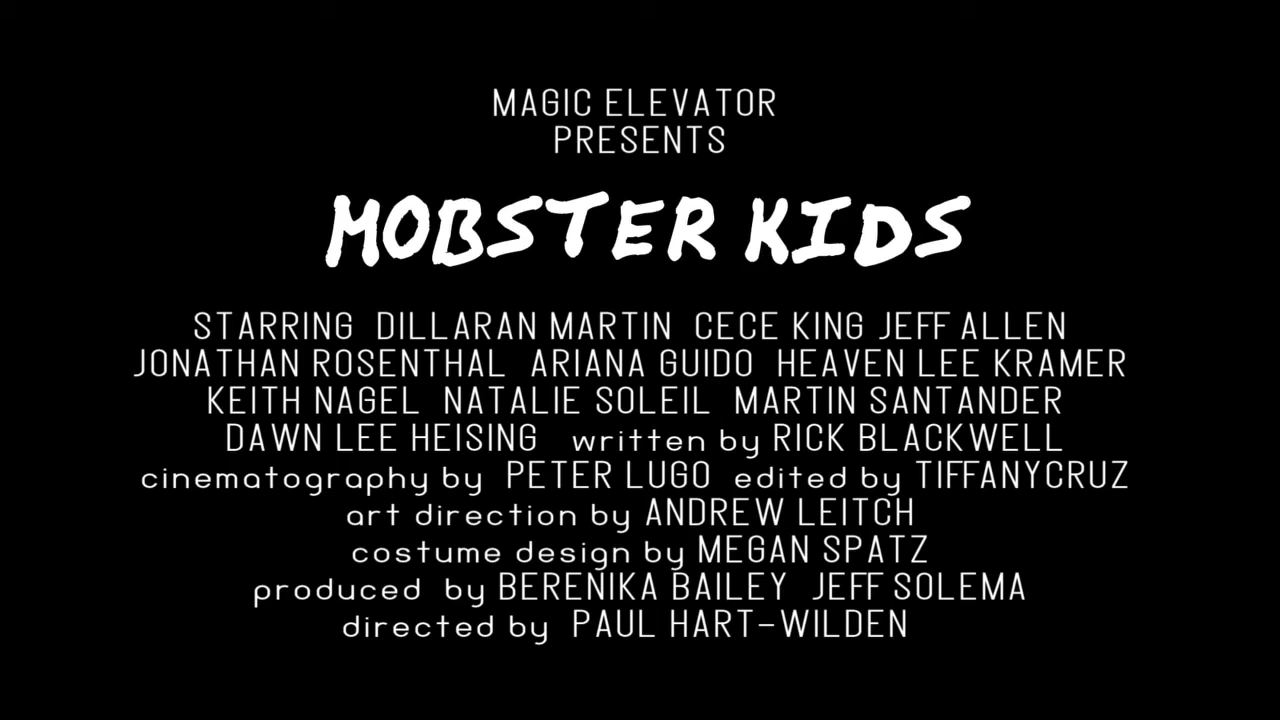 MAGIC ELEVATOR
PRESENTS
MOBSTER KIDS
STARRING DILLARAN MARTIN CECE KING JEFF ALLEN
JONATHAN ROSENTHAL ARIANA GUIDO HEAVEN LEE KRAMER
KEITH NAGEL NATALIE SOLEIL MARTIN SANTANDER
DAWN LEE HEISING written by RICK BLACKWELL
cinematography by PETER LUGO edited by TIFFANYCRUZ
art direction by ANDREW LEITCH
costume design by MEGAN SPATZ
produced by BERENIKA BAILEY JEFF SOLEMA
directed by PAUL HART-WILDEN